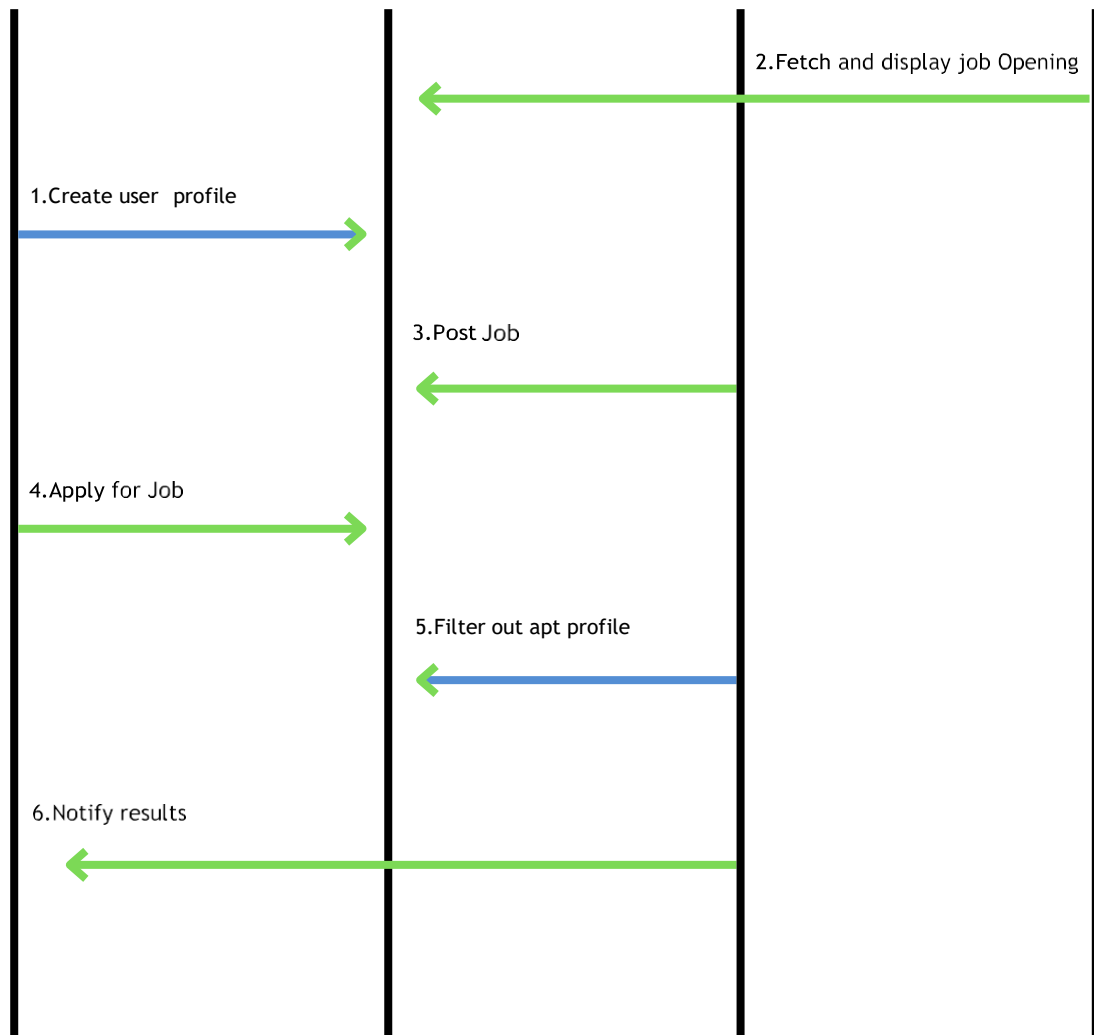 2.Fetch and display job Opening
1.Create user profile
3.Post Job
4.Apply for Job
5.Filter out apt profile
6.Notify results